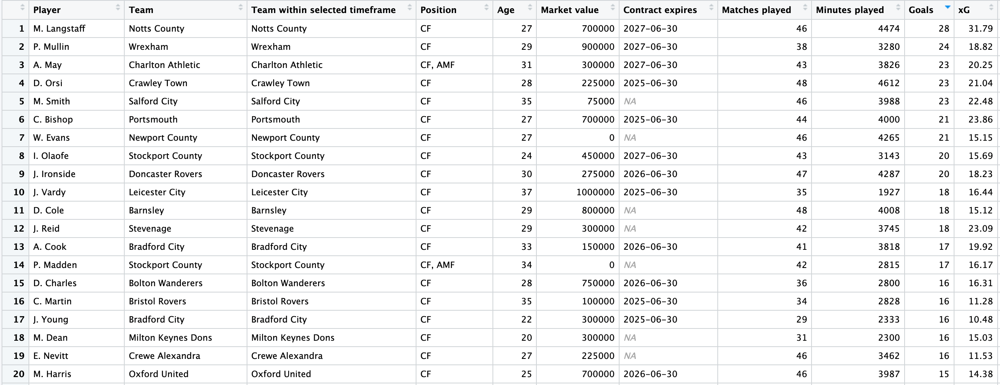 Player Team Team within selected timeframe Position Age Market value Contract expires Matches played Minutes played Goals xG
1 M. Langstaff Notts County Notts County CF 27 700000 2027-06-30 46 4474 28 31.79
2 P. Mullin Wrexham Wrexham CF 29 900000 2027-06-30 38 3280 24 18.82
3 A. May Charlton Athletic Charlton Athletic CF, AMF 31 300000 2027-06-30 43 3826 23 20.25
4 D. Orsi Crawley Town Crawley Town CF 28 225000 2025-06-30 48 4612 23 21.04
5 M. Smith Salford City Salford City CF 35 75000 NA 46 3988 23 22.48
6 C. Bishop Portsmouth Portsmouth CF 27 700000 2025-06-30 44 4000 21 23.86
7 W. Evans Newport County Newport County CF 27 0 NA 46 4265 21 15.15
8 I. Olaofe Stockport County Stockport County CF 24 450000 2027-06-30 43 3143 20 15.69
9 J. Ironside Doncaster Rovers Doncaster Rovers CF 30 275000 2026-06-30 47 4287 20 18.23
10 J. Vardy Leicester City Leicester City CF 37 1000000 2025-06-30 35 1927 18 16.44
11 D. Cole Barnsley Barnsley CF 29 800000 NA 48 4008 18 15.12
12 J. Reid Stevenage Stevenage CF 29 300000 NA 42 3745 18 23.09
13 A. Cook Bradford City Bradford City CF 33 150000 2026-06-30 41 3818 17 19.92
14 P. Madden Stockport County Stockport County CF, AMF 34 0 NA 42 2815 17 16.17
15 D. Charles Bolton Wanderers Bolton Wanderers CF 28 750000 2026-06-30 36 2800 16 16.31
16 C. Martin Bristol Rovers Bristol Rovers CF 35 100000 2025-06-30 34 2828 16 11.28
17 J. Young Bradford City Bradford City CF 22 300000 2025-06-30 29 2333 16 10.48
18 M. Dean Milton Keynes Dons Milton Keynes Dons CF 20 300000 NA 31 2300 16 15.03
19 E. Nevitt Crewe Alexandra Crewe Alexandra CF 27 225000 NA 46 3462 16 11.53
20 M. Harris Oxford United Oxford United CF 25 700000 2026-06-30 46 3987 15 14.38